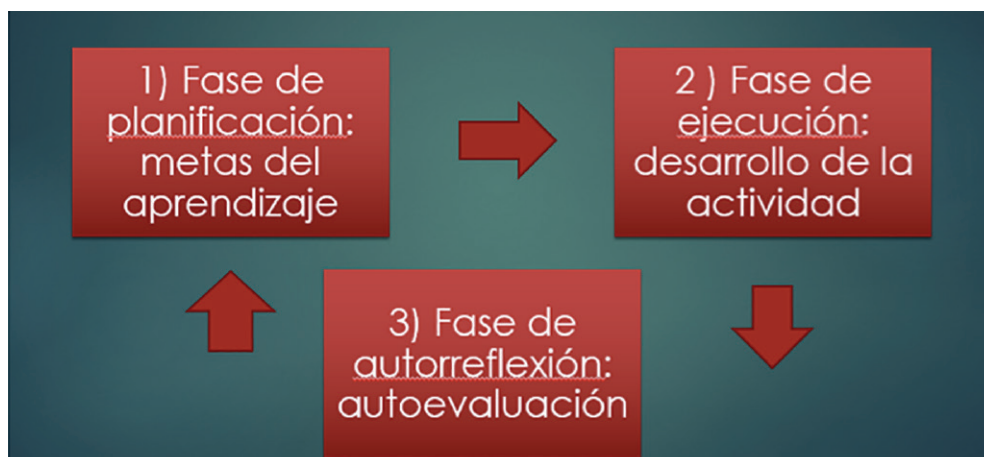 1) Fase de
planificación:
metas del
aprendizaje
2 ) Fase de
ejecución:
desarrollo de la
actividad
3) Fase de
autorreflexión:
autoevaluación